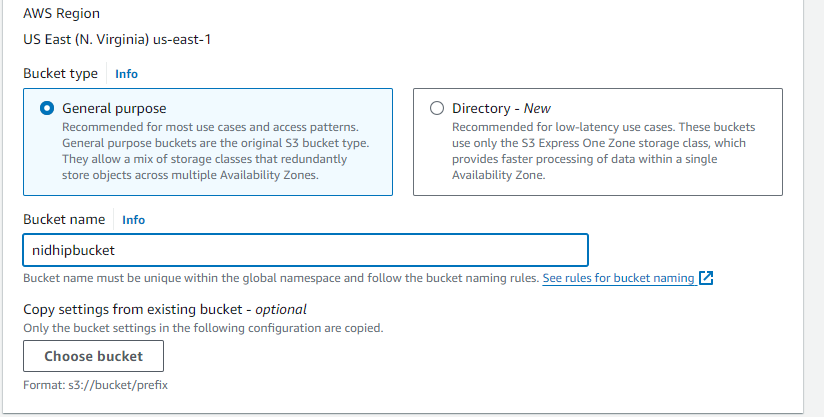 AWS Region
US East (N. Virginia) us-east-1
Bucket type Info
General purpose
Recommended for most use cases and access patterns.
General purpose buckets are the original S3 bucket type.
They allow a mix of storage classes that redundantly
store objects across multiple Availability Zones.
Directory - New
Recommended for low-latency use cases. These buckets
use only the S3 Express One Zone storage class, which
provides faster processing of data within a single
Availability Zone.
Bucket name Info
nidhipbucket
Bucket name must be unique within the global namespace and follow the bucket naming rules. See rules for bucket naming
Copy settings from existing bucket - optional
Only the bucket settings in the following configuration are copied.
Choose bucket
Format: s3://bucket/prefix